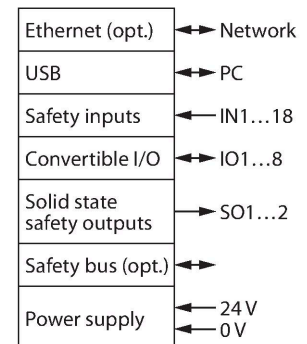 Ethernet (opt.) Network
USB PC
Safety inputs IN1...18
Convertible I/O IO1...8
Solid state
safety outputs SO1...2
Safety bus (opt.)
Power supply 24 V
0 V